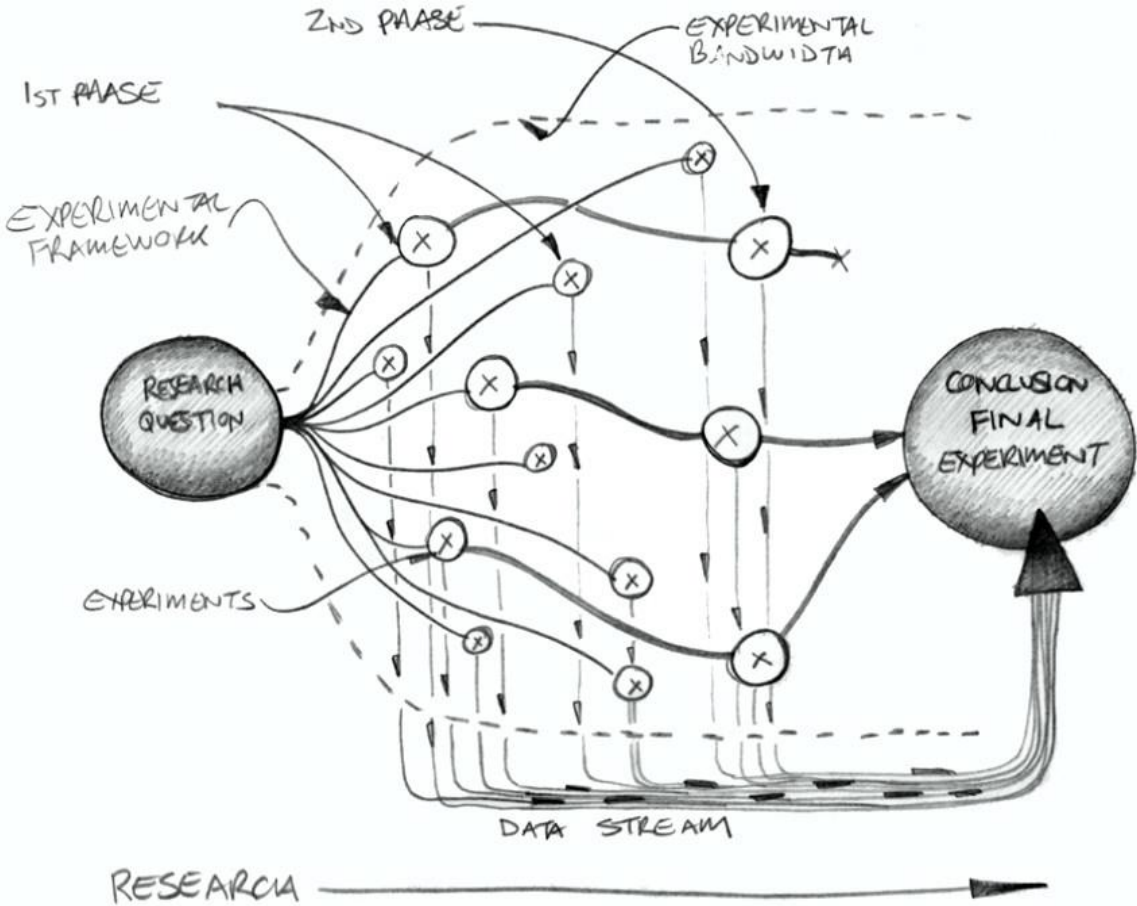 2ND PHASE
EXPERIMENTAL
BANDWIDTH
1ST PHASE
EXPERIMENTAL
FRAMEWORK
RESEARCH
QUESTION
CONCLUSION
FINAL
EXPERIMENT
EXPERIMENTS
DATA STREAM
RESEARCH